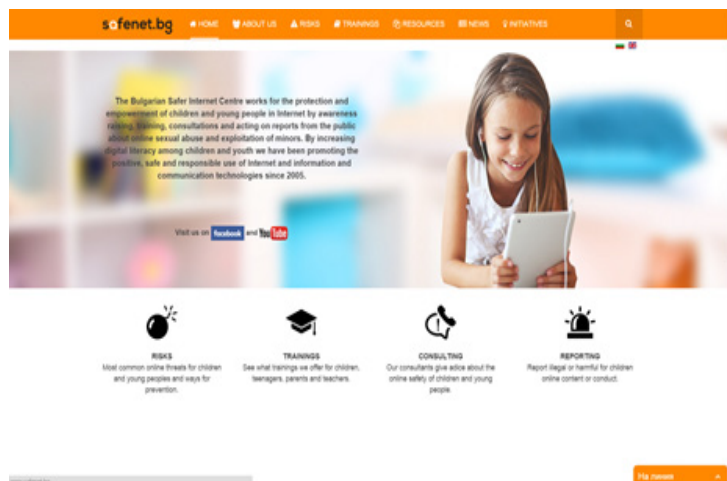 safenet.bg HOME ABOUT US RISKS TRAININGS RESOURCES NEWS INITIATIVES
The Bulgarian Safer Internet Centre works for the protection and
empowerment of children and young people in Internet by awareness
raising, training, consultations and acting on reports from the public
about online sexual abuse and exploitation of minors. By increasing
digital literacy among children and youth we have been promoting the
positive, safe and responsible use of Internet and information and
communication technologies since 2005.
Visit us on facebook and YouTube
RISKS
Most common online threats for children
and young peoples and ways for
prevention.
TRAININGS
See what trainings we offer for children,
teenagers, parents and teachers.
CONSULTING
Our consultants give adice about the
online safety of children and young
people.
REPORTING
Report illegal or harmful for children
online content or conduct.
На линия